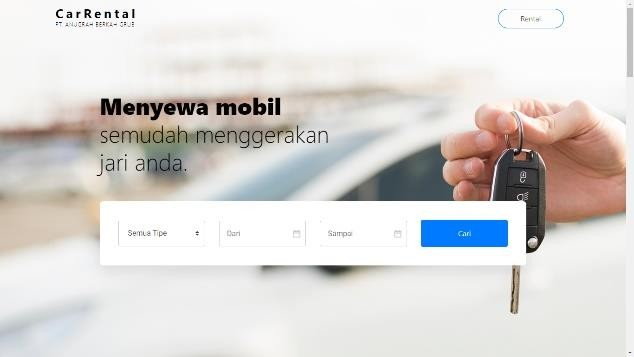 CarRental
PT. ANUGRAH BERKAH GRUB
Rental
Menyewa mobil
semudah menggerakan
jari anda.
Semua Tipe
Dari
Sampai
Cari